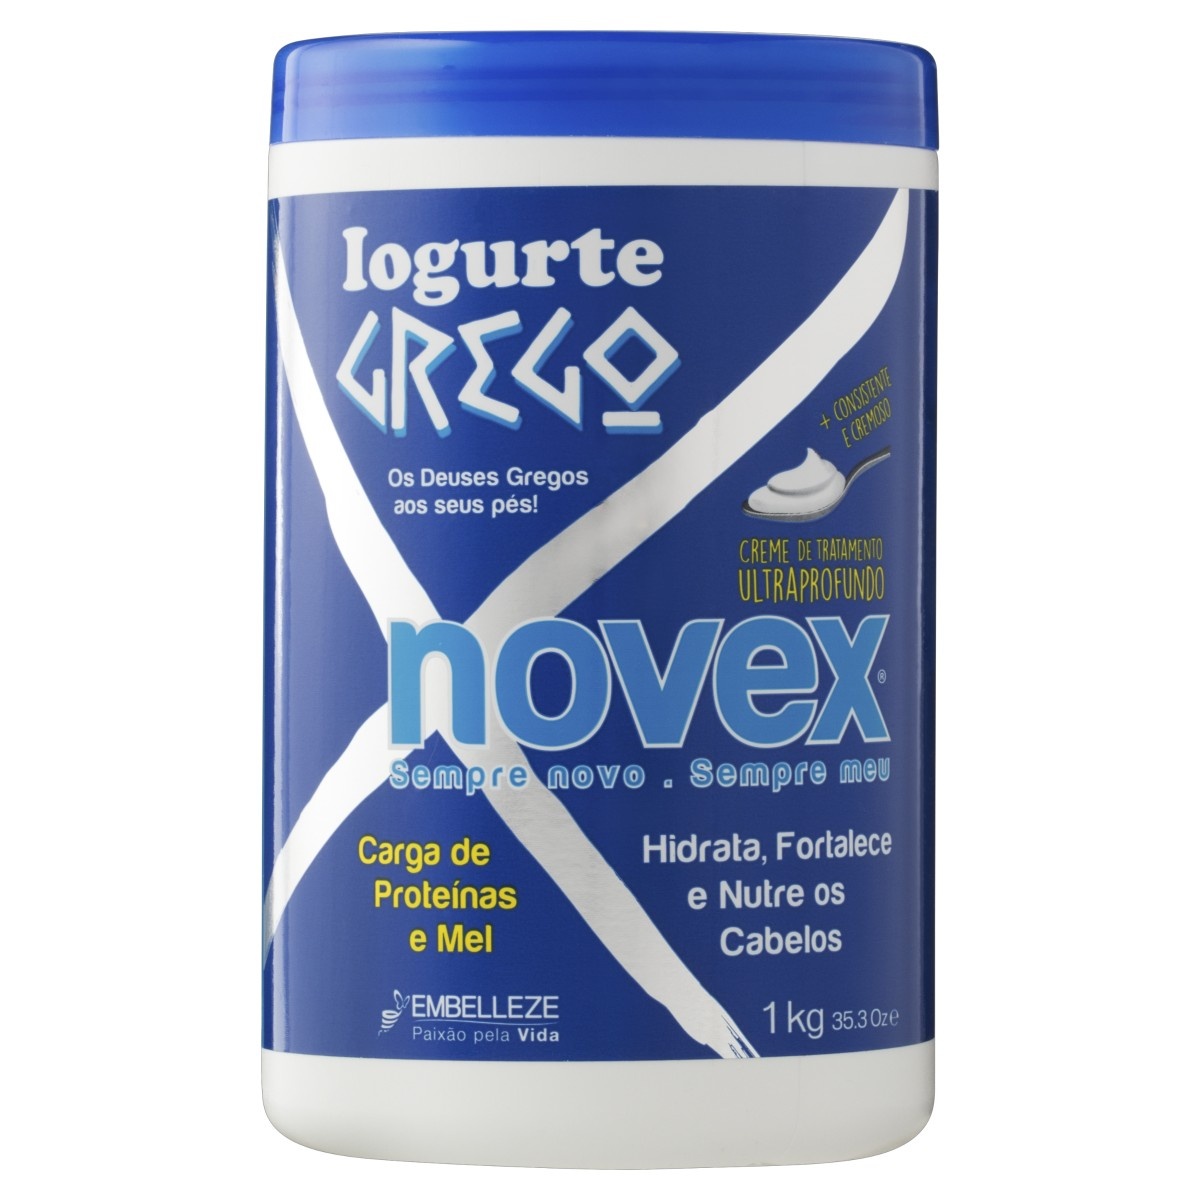 Iogurte
GREGO
Os Deuses Gregos
aos seus pés!
+ CONSISTENTE
E CREMOSO
CREME DE TRATAMENTO
ULTRAPROFUNDO
novex®
Sempre novo . Sempre meu
Carga de
Proteínas
e Mel
Hidrata, Fortalece
e Nutre os
Cabelos
EMBELLEZE
Paixão pela Vida
1 kg 35.3 Oz e